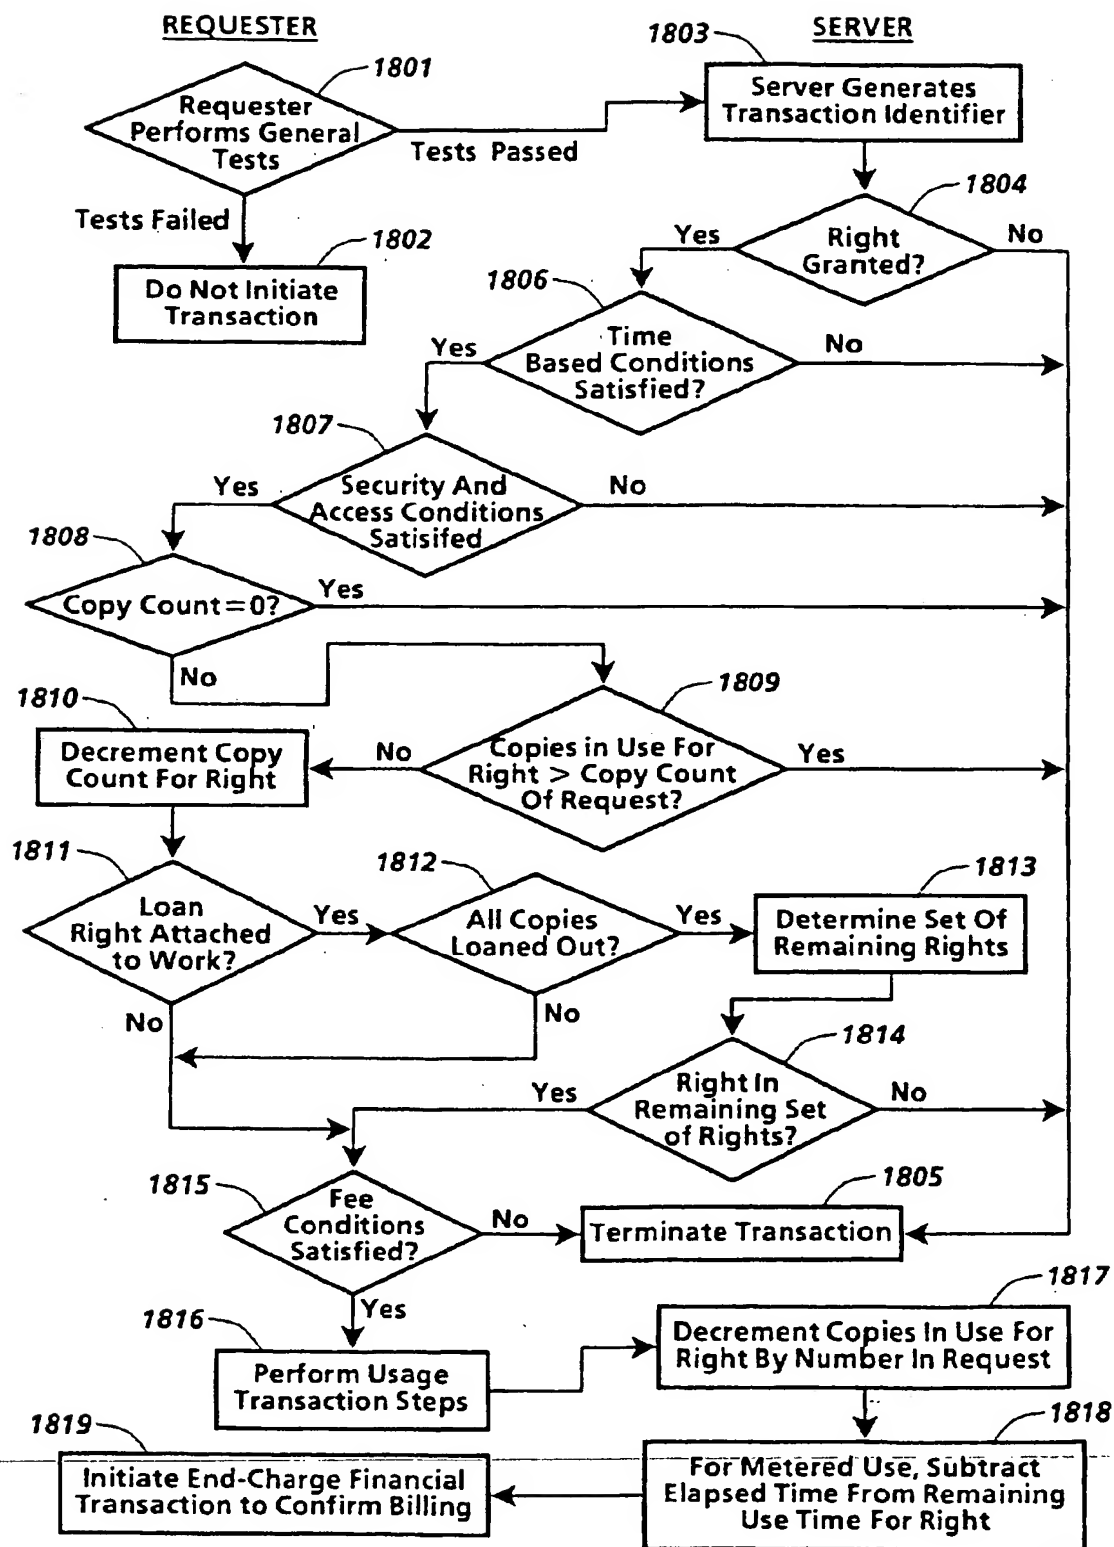 REQUESTER
SERVER
1801
1803
Requester
Performs General
Tests
Server Generates
Transaction Identifier
Tests Passed
Tests Failed
1804
1802
Yes
Right
Granted?
No
Do Not Initiate
Transaction
1806
Yes
Time
Based Conditions
Satisfied?
No
1807
Yes
Security And
Access Conditions
Satisifed
No
1808
Copy Count=0?
Yes
No
1809
1810
Decrement Copy
Count For Right
No
Copies in Use For
Right > Copy Count
Of Request?
Yes
1811
1812
1813
Loan
Right Attached
to Work?
Yes
All Copies
Loaned Out?
Yes
Determine Set Of
Remaining Rights
No
No
1814
Yes
Right In
Remaining Set
of Rights?
No
1815
1805
Fee
Conditions
Satisfied?
No
Terminate Transaction
Yes
1817
1816
Decrement Copies In Use For
Right By Number In Request
Perform Usage
Transaction Steps
1819
1818
Initiate End-Charge Financial
Transaction to Confirm Billing
For Metered Use, Subtract
Elapsed Time From Remaining
Use Time For Right